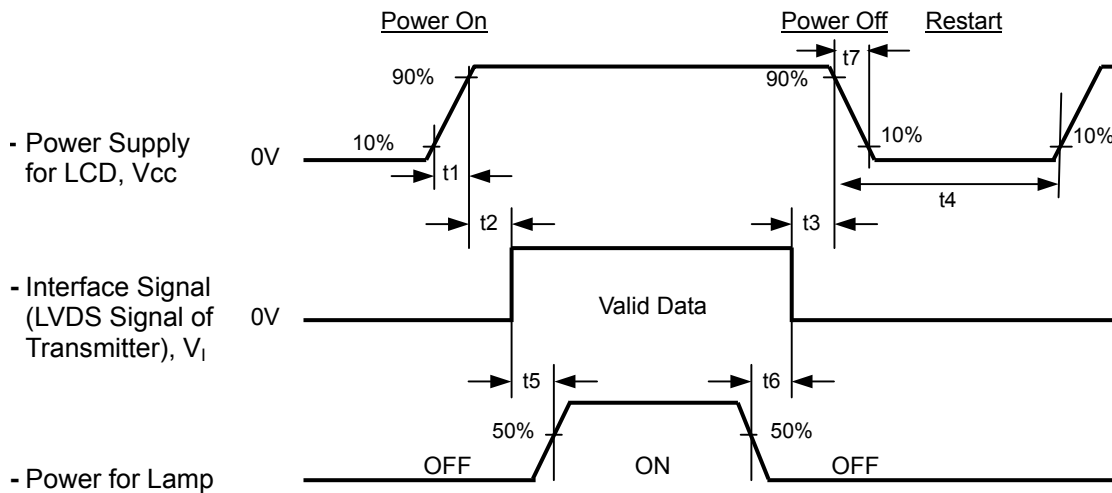 Power On
Power Off
Restart
t7
90%
90%
- Power Supply
for LCD, Vcc
0V
10%
10%
10%
t1
t4
t2
t3
- Interface Signal
(LVDS Signal of
Transmitter), VI
0V
Valid Data
t5
t6
50%
50%
- Power for Lamp
OFF
ON
OFF